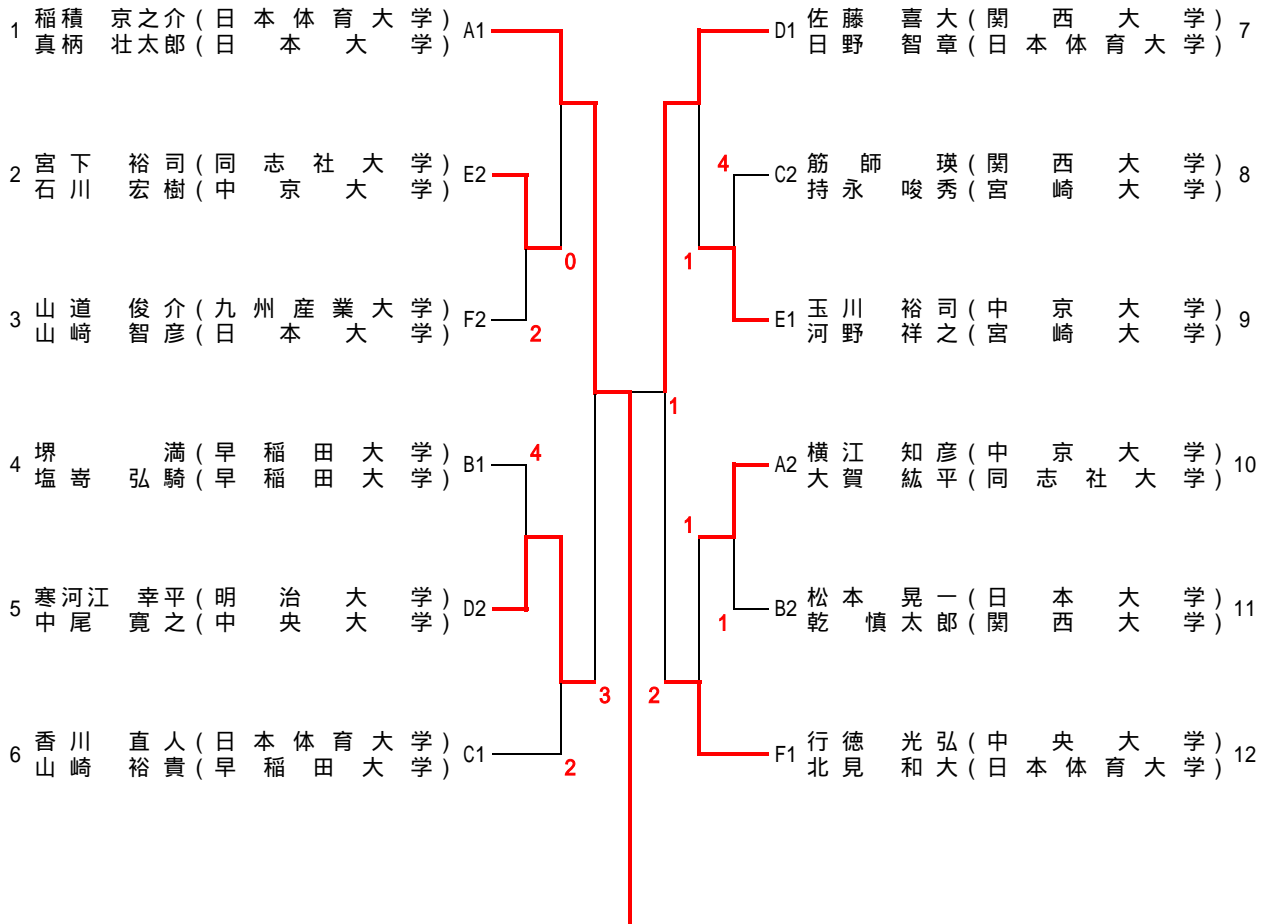 1 稲積 京之介(日本体育大学) A1
真柄 壮太郎(日本大学)
2 宮下 裕司(同志社大学) E2
石川 宏樹(中京大学)
0
3 山道 俊介(九州産業大学) F2
山﨑 智彦(日本大学)
2
4 堺 満(早稲田大学) B1
塩嵜 弘騎(早稲田大学)
4
5 寒河江 幸平(明治大学) D2
中尾 寛之(中央大学)
3
6 香川 直人(日本体育大学) C1
山崎 裕貴(早稲田大学)
2
D1 佐藤 喜大(関西大学) 7
日野 智章(日本体育大学)
4
C2 筋師 瑛(関西大学) 8
持永 唆秀(宮崎大学)
1
E1 玉川 裕司(中京大学) 9
河野 祥之(宮崎大学)
1
A2 横江 知彦(中京大学) 10
大賀 紘平(同志社大学)
1
B2 松本 晃一(日本大学) 11
乾 慎太郎(関西大学)
1
2
F1 行徳 光弘(中央大学) 12
北見 和大(日本体育大学)